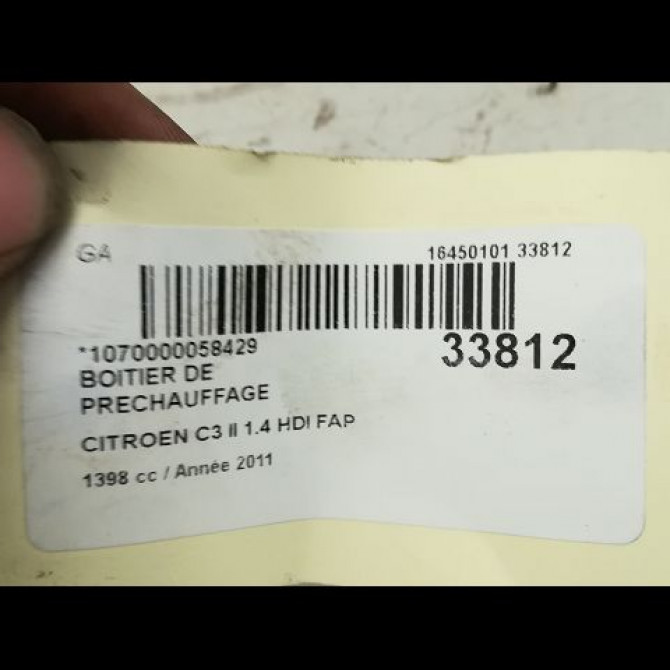 GA
16450101 33812
*1070000058429
33812
BOITIER DE
PRECHAUFFAGE
CITROEN C3 II 1.4 HDI FAP
1398 cc / Année 2011